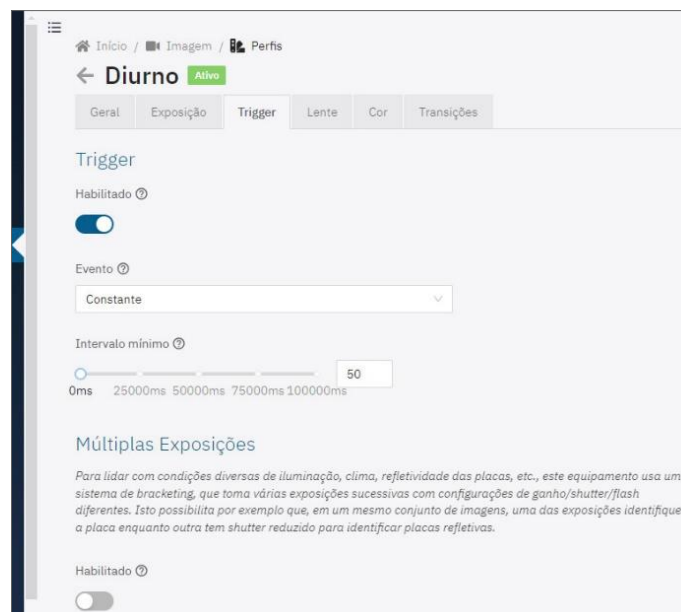 Início / Imagem / Perfis
← Diurno Ativo
Geral Exposição Trigger Lente Cor Transições
Trigger
Habilitado ?
Evento ?
Constante
Intervalo mínimo ?
50
0ms 25000ms 50000ms 75000ms 100000ms
Múltiplas Exposições
Para lidar com condições diversas de iluminação, clima, refletividade das placas, etc., este equipamento usa um
sistema de bracketing, que toma várias exposições sucessivas com configurações de ganho/shutter/flash
diferentes. Isto possibilita por exemplo que, em um mesmo conjunto de imagens, uma das exposições identifique
a placa enquanto outra tem shutter reduzido para identificar placas refletivas.
Habilitado ?